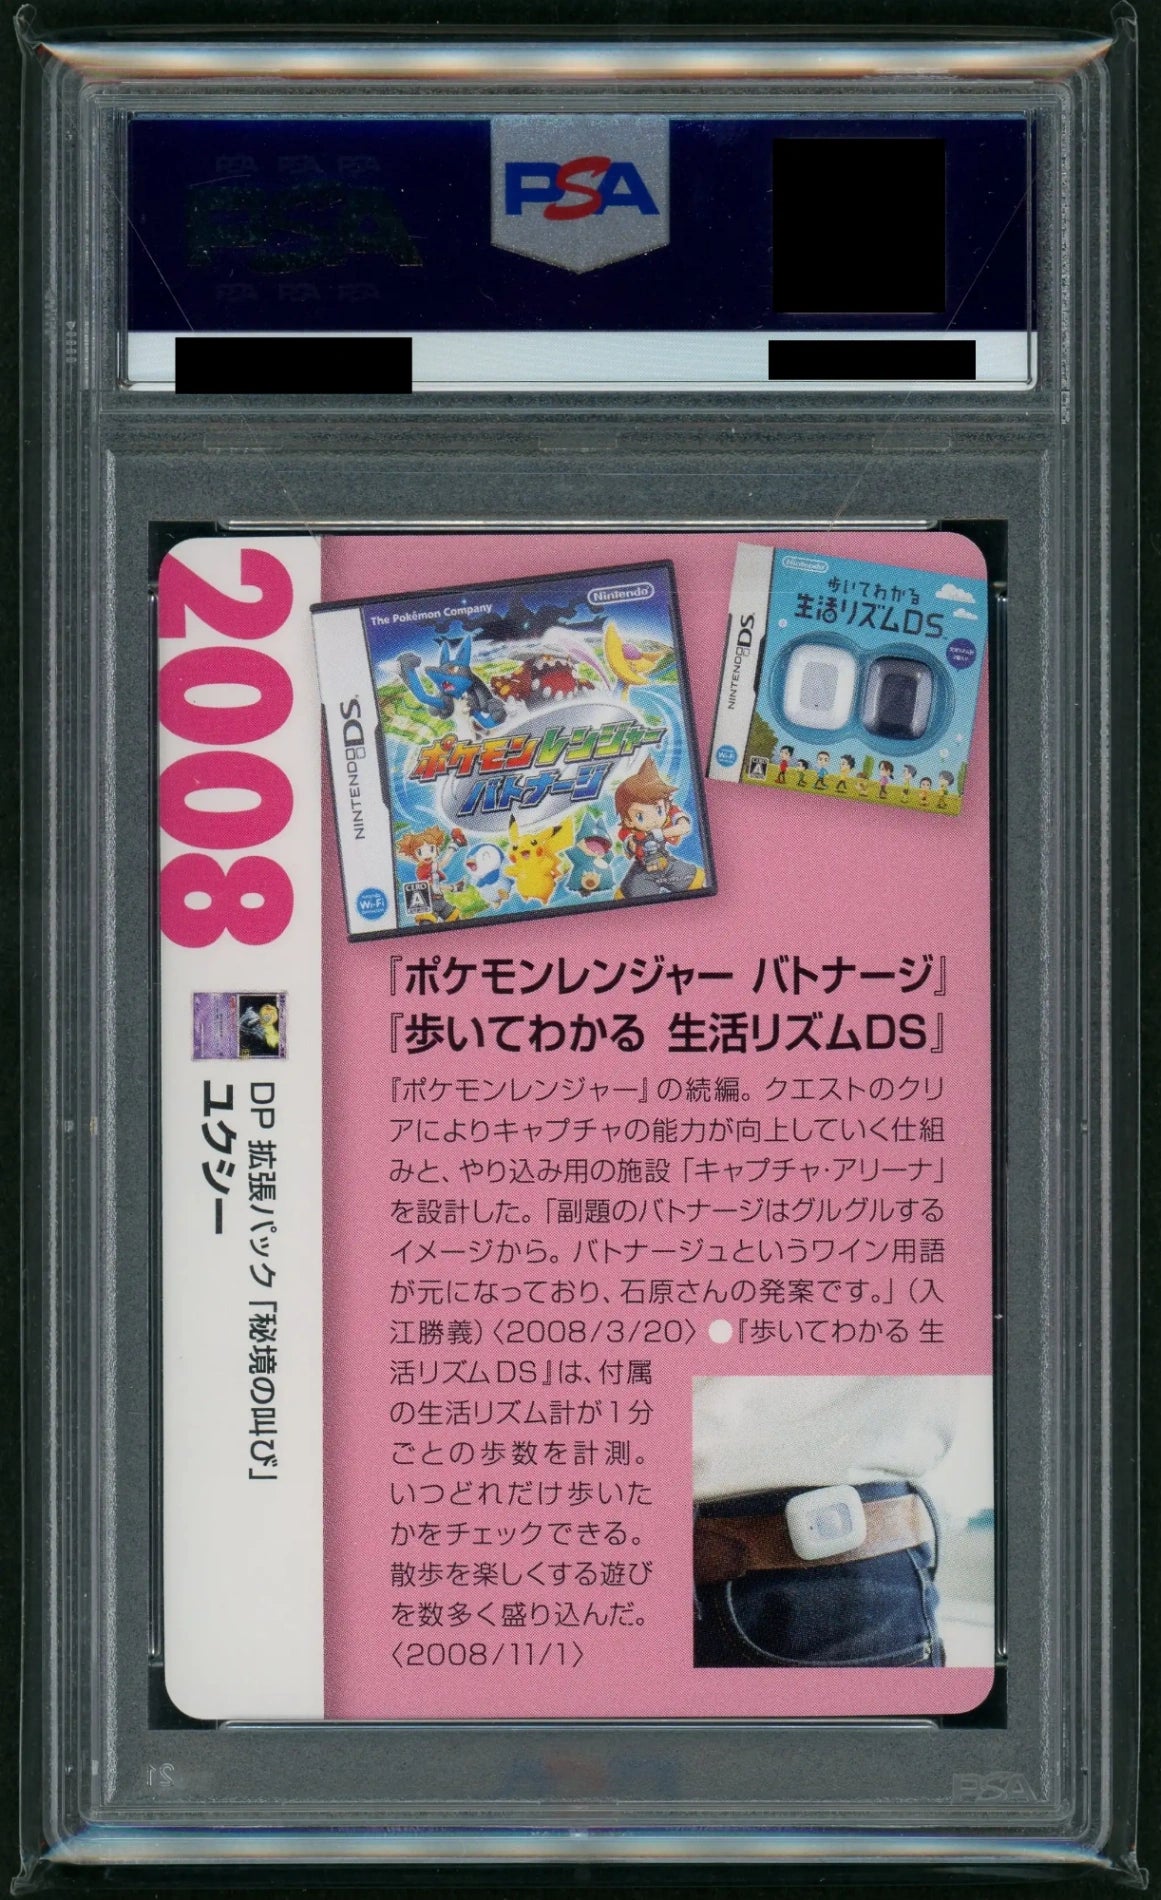 PSA PSA PSA
PSA
PSA PSA PSA
PSA
2008
DP 拡張パック「秘境の叫び」
ユクシー
The Pokémon Company
Nintendo
NINTENDO DS
ポケモンレンジャー
バトナージ
Nintendo
Wi-Fi
CERO
A
Nintendo
歩いてわかる
生活リズムDS
NINTENDO DS
Wi-Fi
A
『ポケモンレンジャー バトナージ』
『歩いてわかる 生活リズムDS』
『ポケモンレンジャー』の続編。クエストのクリ
アによりキャプチャの能力が向上していく仕組
みと、やり込み用の施設「キャプチャ・アリーナ」
を設計した。「副題のバトナージはグルグルする
イメージから。バトナージュというワイン用語
が元になっており、石原さんの発案です。」（入
江勝義）〈2008/3/20〉●『歩いてわかる 生
活リズムDS』は、付属
の生活リズム計が1分
ごとの歩数を計測。
いつどれだけ歩いた
かをチェックできる。
散歩を楽しくする遊び
を数多く盛り込んだ。
〈2008/11/1〉
21
PSA